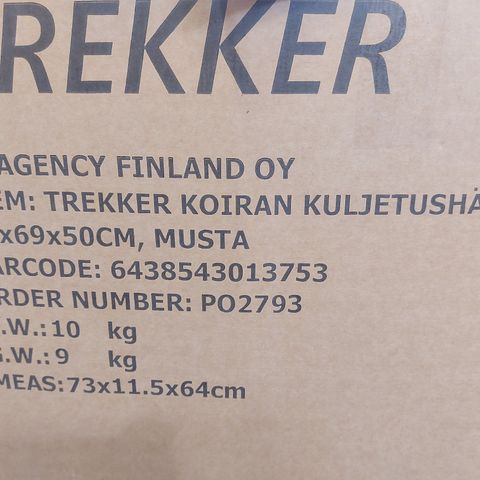 REKKER
AGENCY FINLAND OY
EM: TREKKER KOIRAN KULJETUSHÄ
x69x50CM, MUSTA
ARCODE: 6438543013753
RDER NUMBER: PO2793
.W.:10 kg
G.W.:9 kg
MEAS:73x11.5x64cm